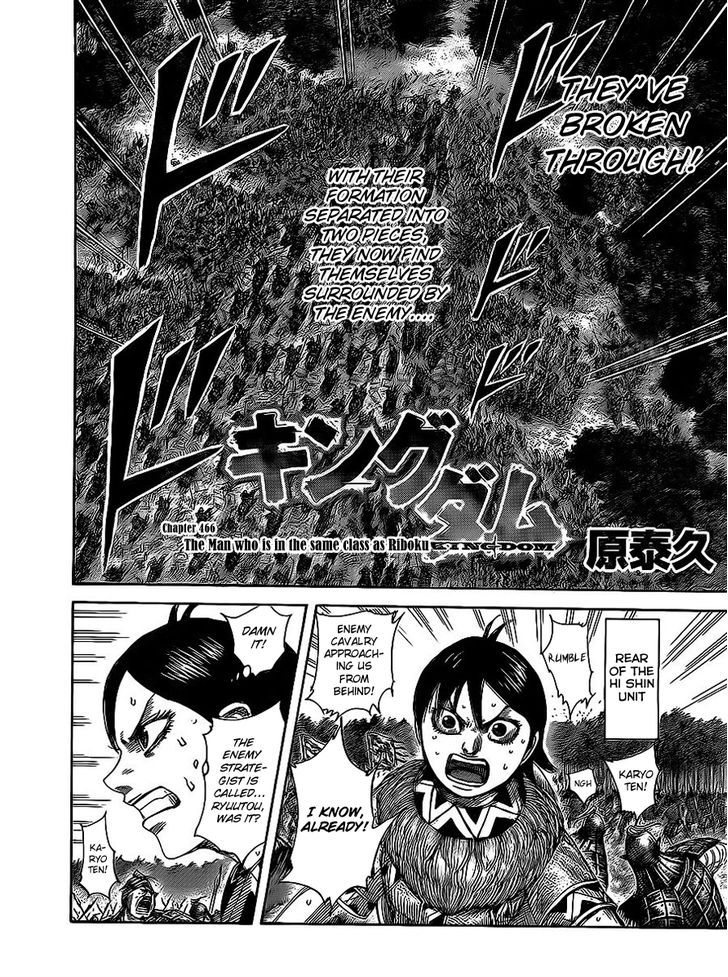 THEY'VE
BROKEN
THROUGH!
ド
ド
ド
ド
WITH THEIR
FORMATION
SEPARATED INTO
TWO PIECES,
THEY NOW FIND
THEMSELVES
SURROUNDED BY
THE ENEMY....
キングダム
KINGDOM
Chapter 466
The Man who is in the same class as Riboku
原泰久
REAR OF
THE
HI SHIN
UNIT
RUMBLE
KARYO
TEN!
NGH
ENEMY
CAVALRY
APPROACH-
ING US
FROM
BEHIND!
I KNOW,
ALREADY!
DAMN
IT!
THE
ENEMY
STRATE-
GIST IS
CALLED...
RYUUTOU,
WAS IT?
KA-
RYO
TEN!